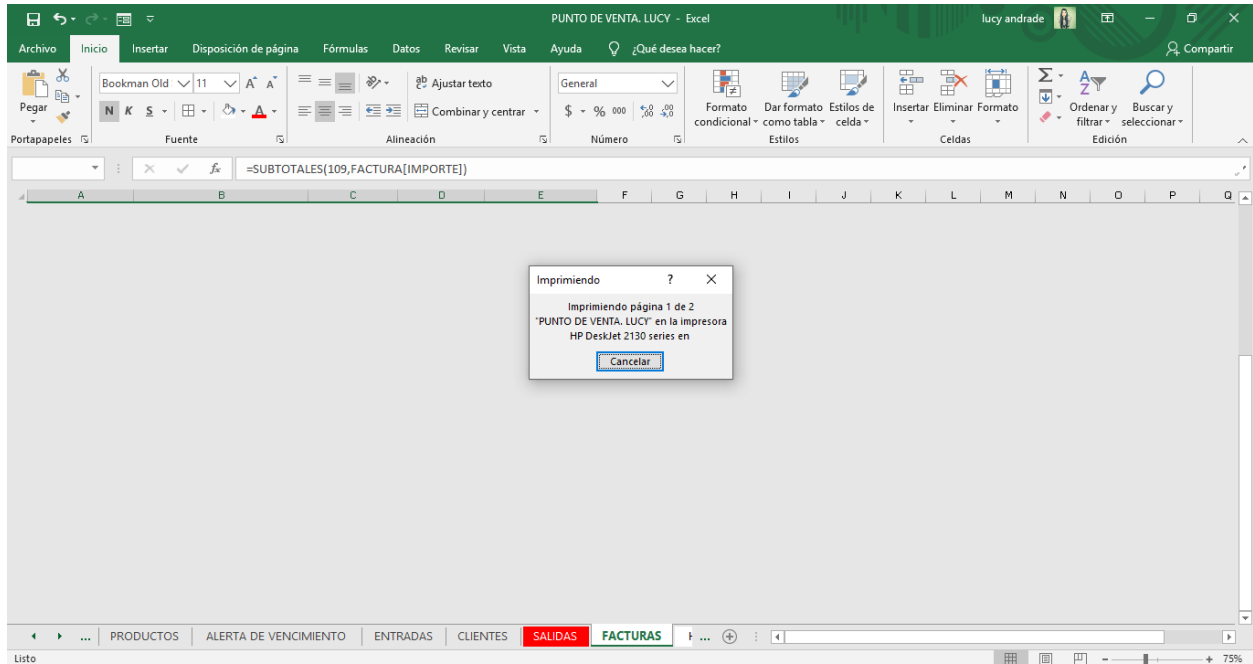 PUNTO DE VENTA. LUCY - Excel
lucy andrade
Archivo Inicio Insertar Disposición de página Fórmulas Datos Revisar Vista Ayuda ¿Qué desea hacer? Compartir
Pegar
Bookman Old 11 A A
N K S A
ab Ajustar texto
Combinar y centrar
General
$ % 000
Formato condicional
Dar formato como tabla
Estilos de celda
Insertar Eliminar Formato
Ordenar y filtrar
Buscar y seleccionar
Portapapeles Fuente Alineación Número Estilos Celdas Edición
fx =SUBTOTALES(109,FACTURA[IMPORTE])
A B C D E F G H I J K L M N O P Q
Imprimiendo ?
Imprimiendo página 1 de 2
"PUNTO DE VENTA. LUCY" en la impresora
HP DeskJet 2130 series en
Cancelar
... PRODUCTOS ALERTA DE VENCIMIENTO ENTRADAS CLIENTES SALIDAS FACTURAS ...
Listo 75%